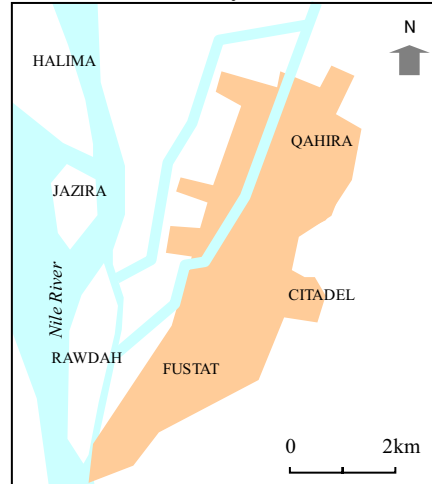 N
HALIMA
QAHIRA
JAZIRA
Nile River
CITADEL
RAWDAH
FUSTAT
0 2km